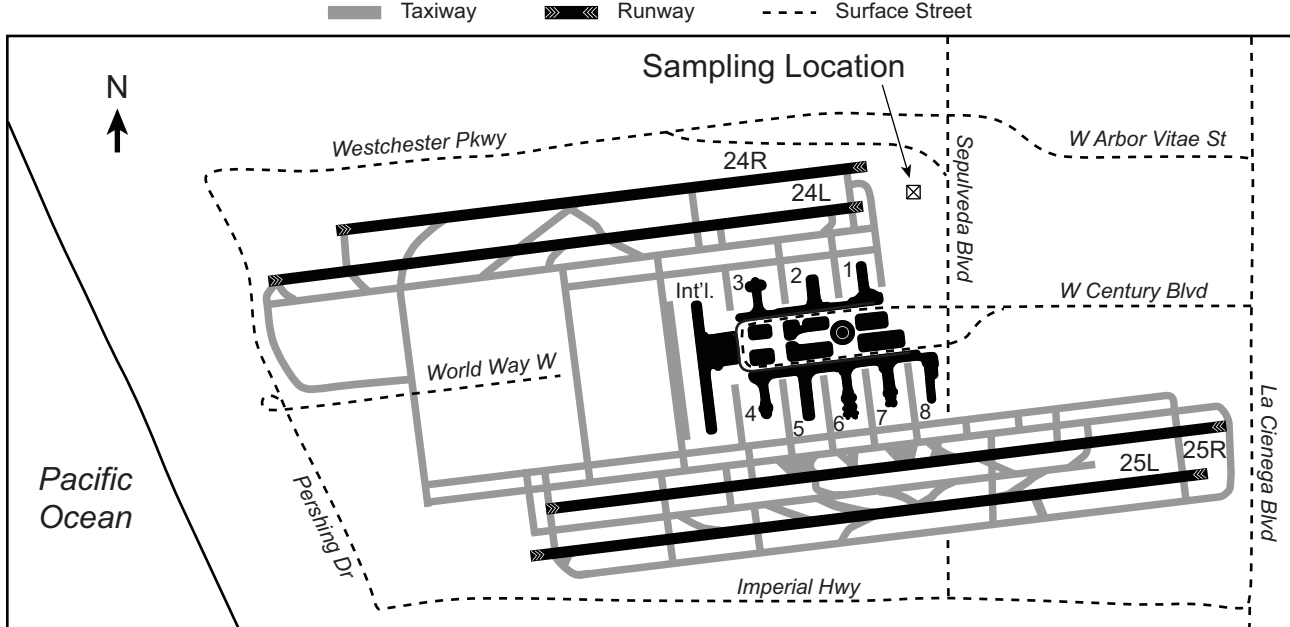 Taxiway
Runway
Surface Street
Sampling Location
N
Westchester Pkwy
24R
24L
W Arbor Vitae St
Sepulveda Blvd
3
2
1
Int'l.
W Century Blvd
World Way W
4
5
6
7
8
25L
25R
La Cienega Blvd
Pacific
Ocean
Pershing Dr
Imperial Hwy